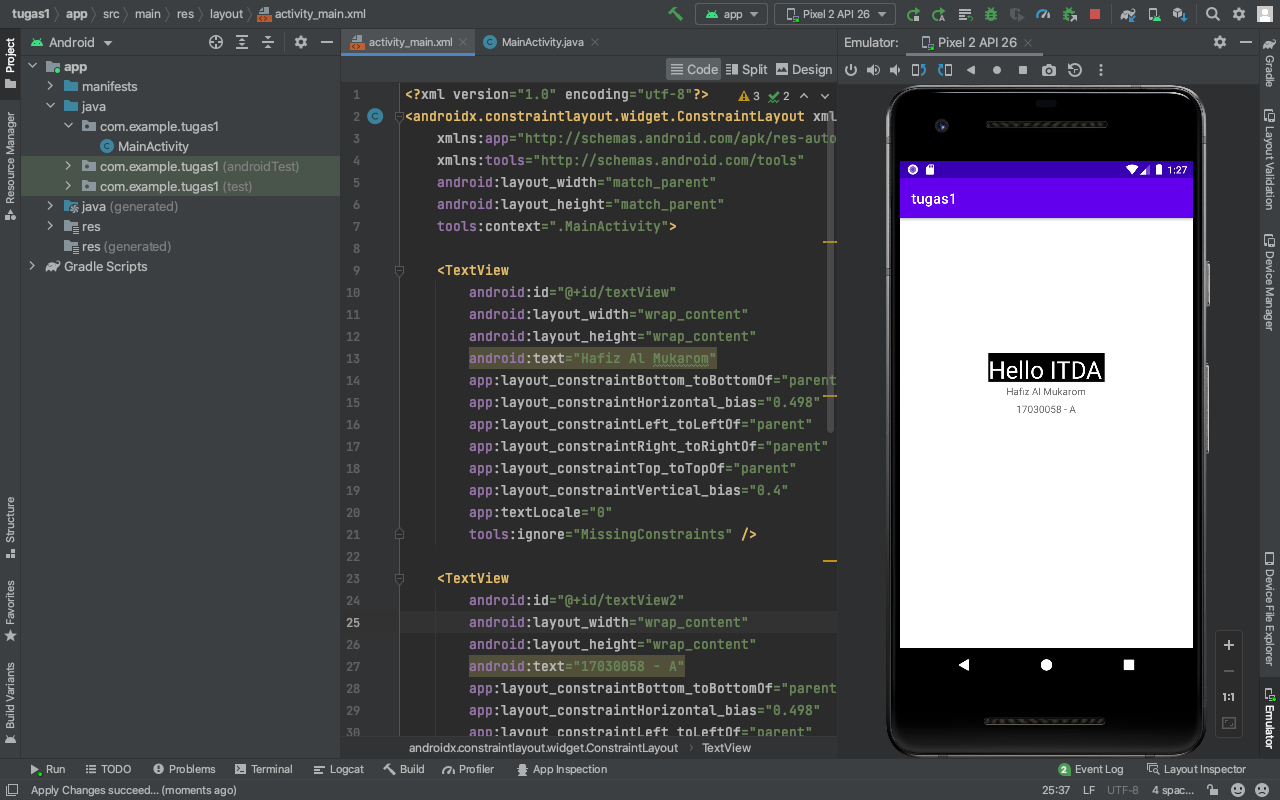 tugas1 app src main res layout activity_main.xml
app Pixel 2 API 26
Project
Resource Manager
Structure
Favorites
Build Variants
Android
app
manifests
java
com.example.tugas1
MainActivity
com.example.tugas1 (androidTest)
com.example.tugas1 (test)
java (generated)
res
res (generated)
Gradle Scripts
activity_main.xml MainActivity.java
Code Split Design
3 2
1 <?xml version="1.0" encoding="utf-8"?>
2 <androidx.constraintlayout.widget.ConstraintLayout xml
3 xmlns:app="http://schemas.android.com/apk/res-auto
4 xmlns:tools="http://schemas.android.com/tools"
5 android:layout_width="match_parent"
6 android:layout_height="match_parent"
7 tools:context=".MainActivity">
8
9 <TextView
10 android:id="@+id/textView"
11 android:layout_width="wrap_content"
12 android:layout_height="wrap_content"
13 android:text="Hafiz Al Mukarom"
14 app:layout_constraintBottom_toBottomOf="parent
15 app:layout_constraintHorizontal_bias="0.498"
16 app:layout_constraintLeft_toLeftOf="parent"
17 app:layout_constraintRight_toRightOf="parent"
18 app:layout_constraintTop_toTopOf="parent"
19 app:layout_constraintVertical_bias="0.4"
20 app:textLocale="0"
21 tools:ignore="MissingConstraints" />
22
23 <TextView
24 android:id="@+id/textView2"
25 android:layout_width="wrap_content"
26 android:layout_height="wrap_content"
27 android:text="17030058 - A"
28 app:layout_constraintBottom_toBottomOf="parent
29 app:layout_constraintHorizontal_bias="0.498"
30 app:layout_constraintLeft_toLeftOf="parent"
androidx.constraintlayout.widget.ConstraintLayout TextView
Emulator: Pixel 2 API 26
1:27
tugas1
Hello ITDA
Hafiz Al Mukarom
17030058 - A
1:1
Gradle
Layout Validation
Device Manager
Device File Explorer
Emulator
Run TODO Problems Terminal Logcat Build Profiler App Inspection
2 Event Log Layout Inspector
Apply Changes succeed... (moments ago)
25:37 LF UTF-8 4 spac...